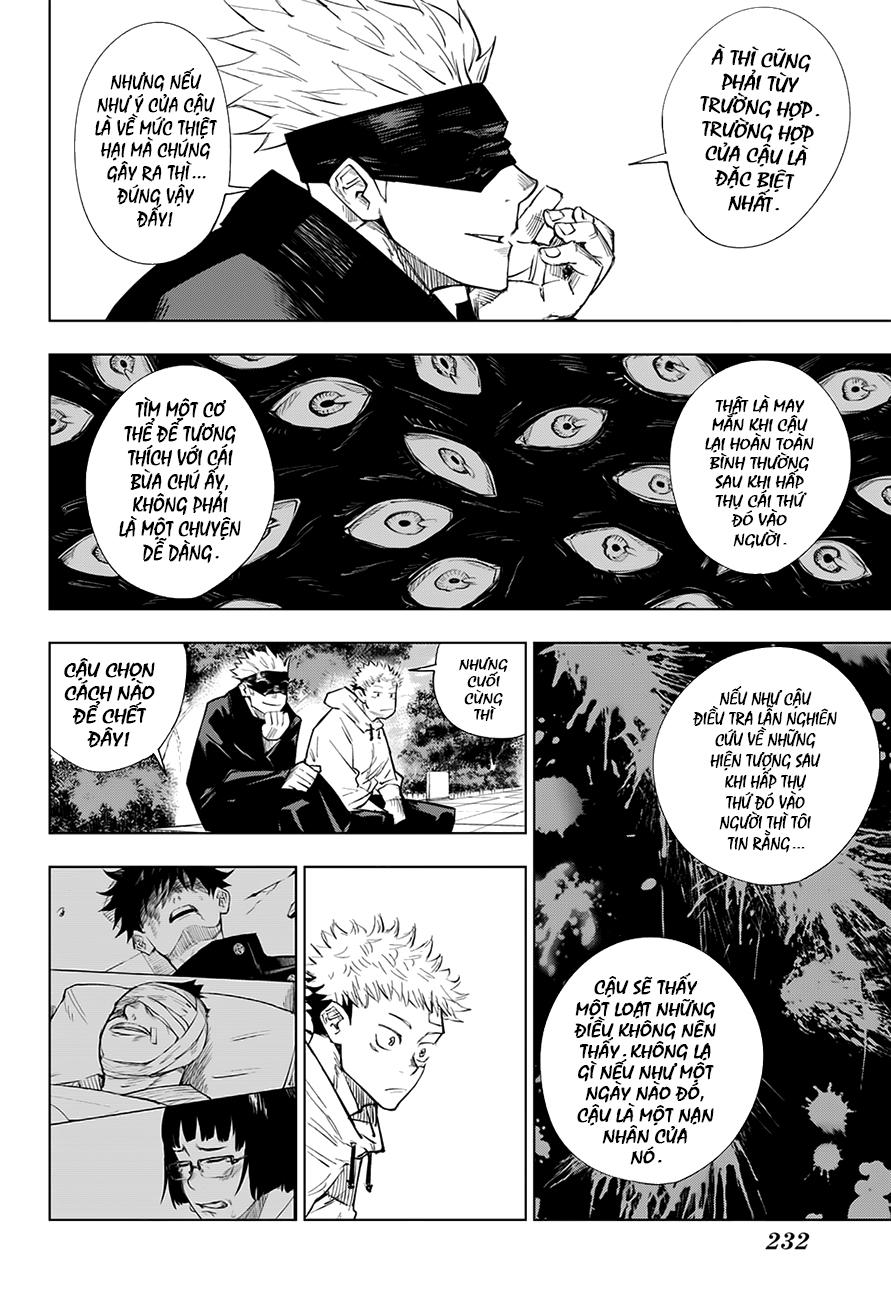 À THÌ CŨNG
PHẢI TÙY
TRƯỜNG HỢP.
TRƯỜNG HỢP
CỦA CẬU LÀ
ĐẶC BIỆT
NHẤT.
NHƯNG NẾU
NHƯ Ý CỦA CẬU
LÀ VỀ MỨC THIỆT
HẠI MÀ CHÚNG
GÂY RA THÌ...
ĐÚNG VẬY
ĐẤY!
THẬT LÀ MAY
MẮN KHI CẬU
LẠI HOÀN TOÀN
BÌNH THƯỜNG
SAU KHI HẤP
THỤ CÁI THỨ
ĐÓ VÀO
NGƯỜI.
TÌM MỘT CƠ
THỂ ĐỂ TƯƠNG
THÍCH VỚI CÁI
BÙA CHÚ ẤY,
KHÔNG PHẢI
LÀ MỘT CHUYỆN
DỄ DÀNG.
NẾU NHƯ CẬU
ĐIỀU TRA LẪN NGHIÊN
CỨU VỀ NHỮNG
HIỆN TƯỢNG SAU
KHI HẤP THỤ
THỨ ĐÓ VÀO
NGƯỜI THÌ TÔI
TIN RẰNG...
CẬU SẼ THẤY
MỘT LOẠT NHỮNG
ĐIỀU KHÔNG NÊN
THẤY. KHÔNG LẠ
GÌ NẾU NHƯ MỘT
NGÀY NÀO ĐÓ,
CẬU LÀ MỘT NẠN
NHÂN CỦA
NÓ.
NHƯNG
CUỐI
CÙNG THÌ
CẬU CHỌN
CÁCH NÀO
ĐỂ CHẾT
ĐÂY!
232